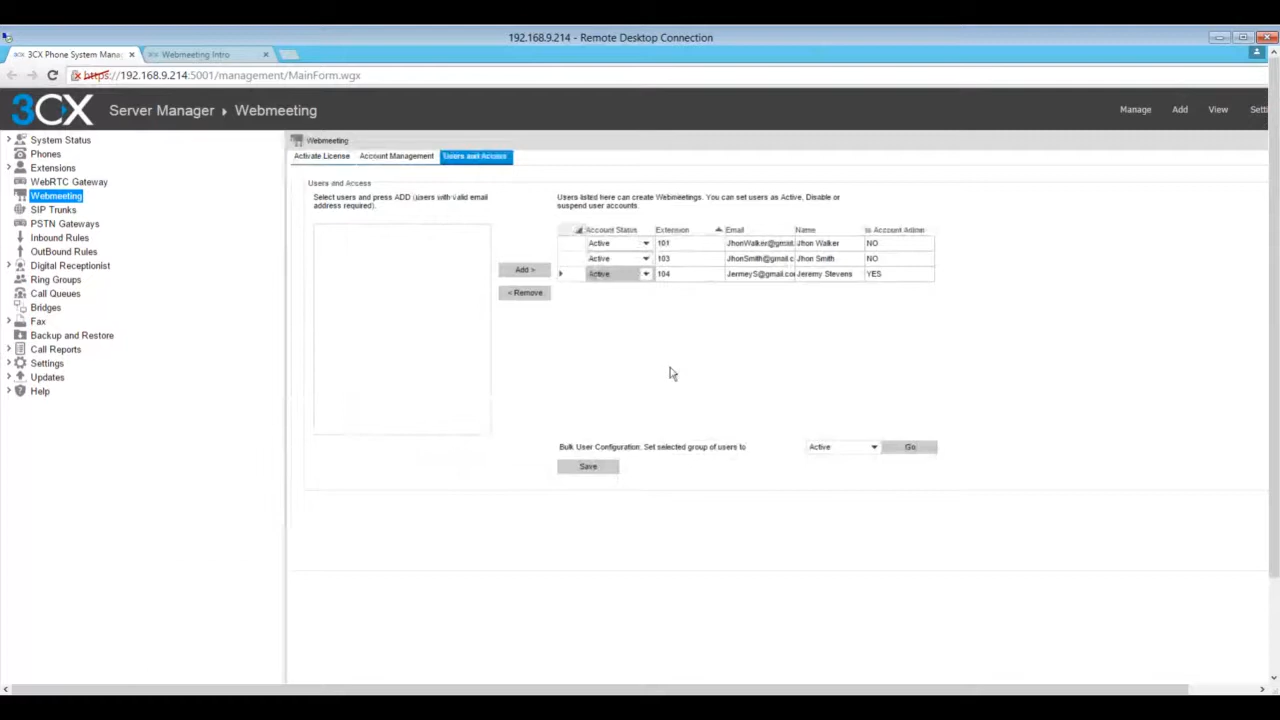 192.168.9.214 - Remote Desktop Connection
3CX Phone System Mana
Webmeeting Intro
https://192.168.9.214:5001/management/MainForm.wgx
3CX Server Manager Webmeeting
Manage Add View Setti
System Status
Phones
Extensions
WebRTC Gateway
Webmeeting
SIP Trunks
PSTN Gateways
Inbound Rules
OutBound Rules
Digital Receptionist
Ring Groups
Call Queues
Bridges
Fax
Backup and Restore
Call Reports
Settings
Updates
Help
Webmeeting
Activate License Account Management Users and Access
Users and Access
Select users and press ADD (users with valid email
address required).
Add >
< Remove
Users listed here can create Webmeetings. You can set users as Active, Disable or
suspend user accounts.
Account Status Extension Email Name Is Account Admin
Active 101 JhonWalker@gmail. Jhon Walker NO
Active 103 JhonSmith@gmail.c Jhon Smith NO
Active 104 JermeyS@gmail.co Jeremy Stevens YES
Bulk User Configuration: Set selected group of users to Active Go
Save